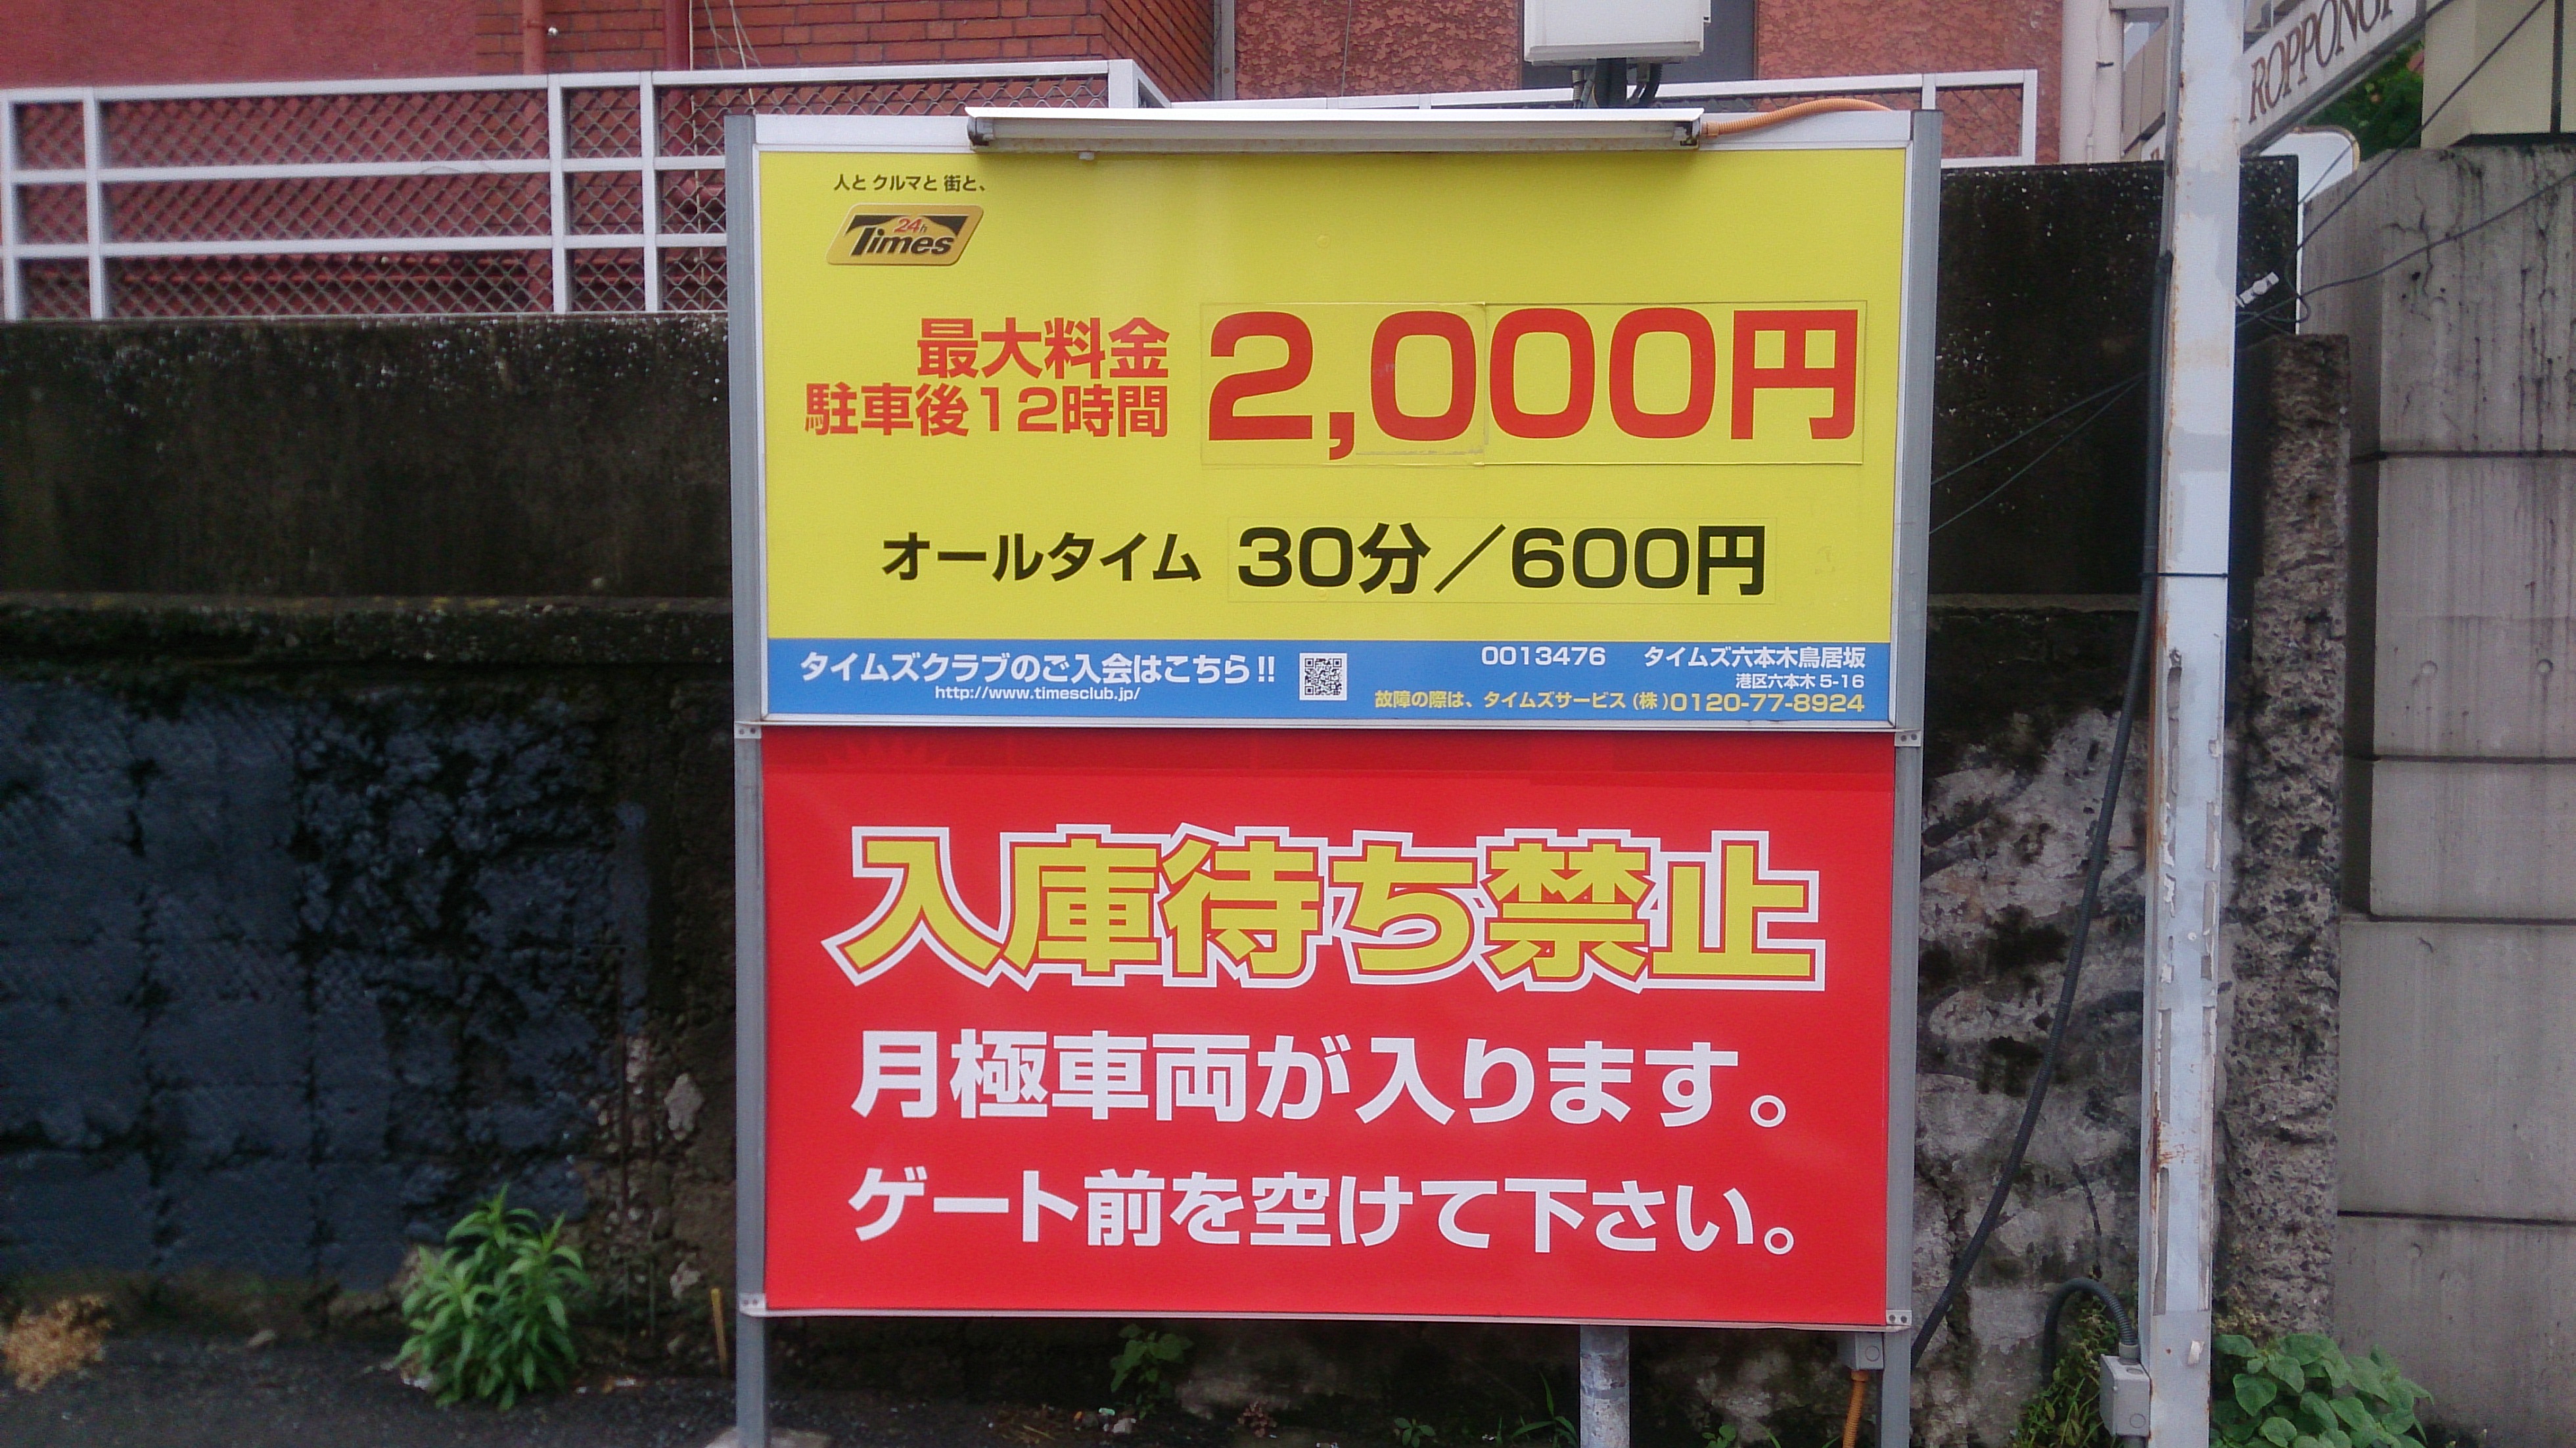 人と クルマと 街と、
24h
Times
最大料金
駐車後12時間
2,000円
オールタイム 30分／600円
タイムズクラブのご入会はこちら!!
http://www.timesclub.jp/
0013476 タイムズ六本木鳥居坂
港区六本木 5-16
故障の際は、タイムズサービス(株)0120-77-8924
入庫待ち禁止
月極車両が入ります。
ゲート前を空けて下さい。